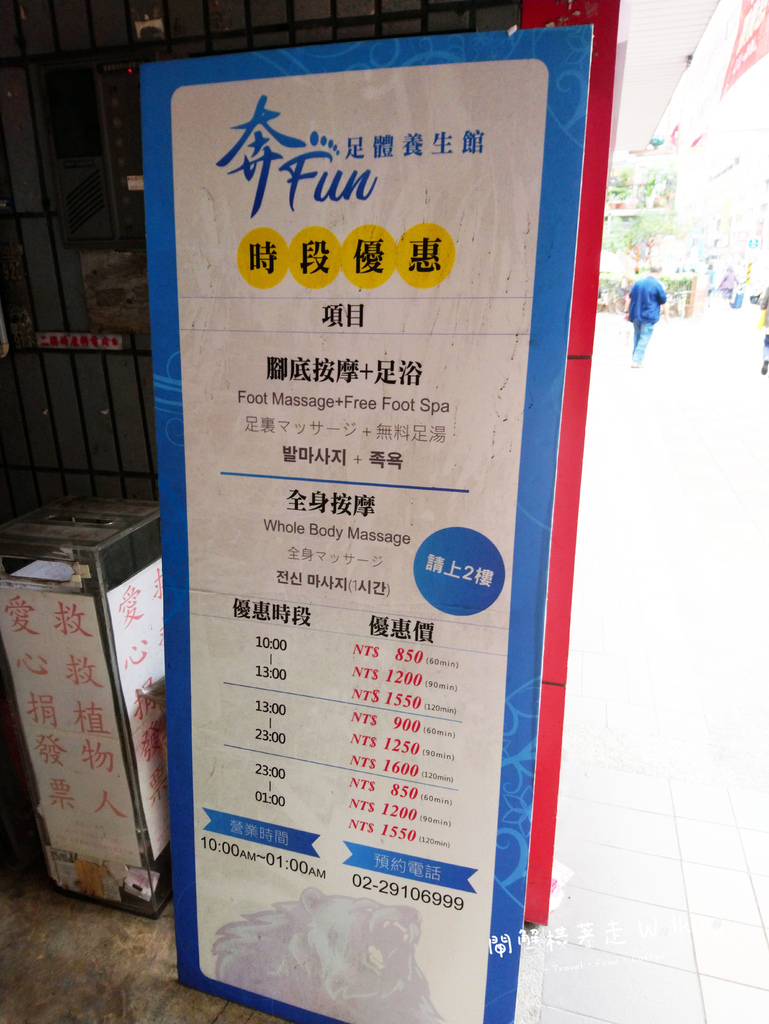 奔Fun 足體養生館
時段優惠
項目
腳底按摩+足浴
Foot Massage+Free Foot Spa
足裏マッサージ + 無料足湯
발마사지 + 족욕
全身按摩
Whole Body Massage
全身マッサージ
전신 마사지(1시간)
請上2樓
優惠時段 優惠價
10:00 | 13:00
NT$ 850 (60min)
NT$ 1200 (90min)
NT$ 1550 (120min)
13:00 | 23:00
NT$ 900 (60min)
NT$ 1250 (90min)
NT$ 1600 (120min)
23:00 | 01:00
NT$ 850 (60min)
NT$ 1200 (90min)
NT$ 1550 (120min)
營業時間
10:00AM~01:00AM
預約電話
02-29106999
救救植物人
愛心捐發票
愛心捐發票